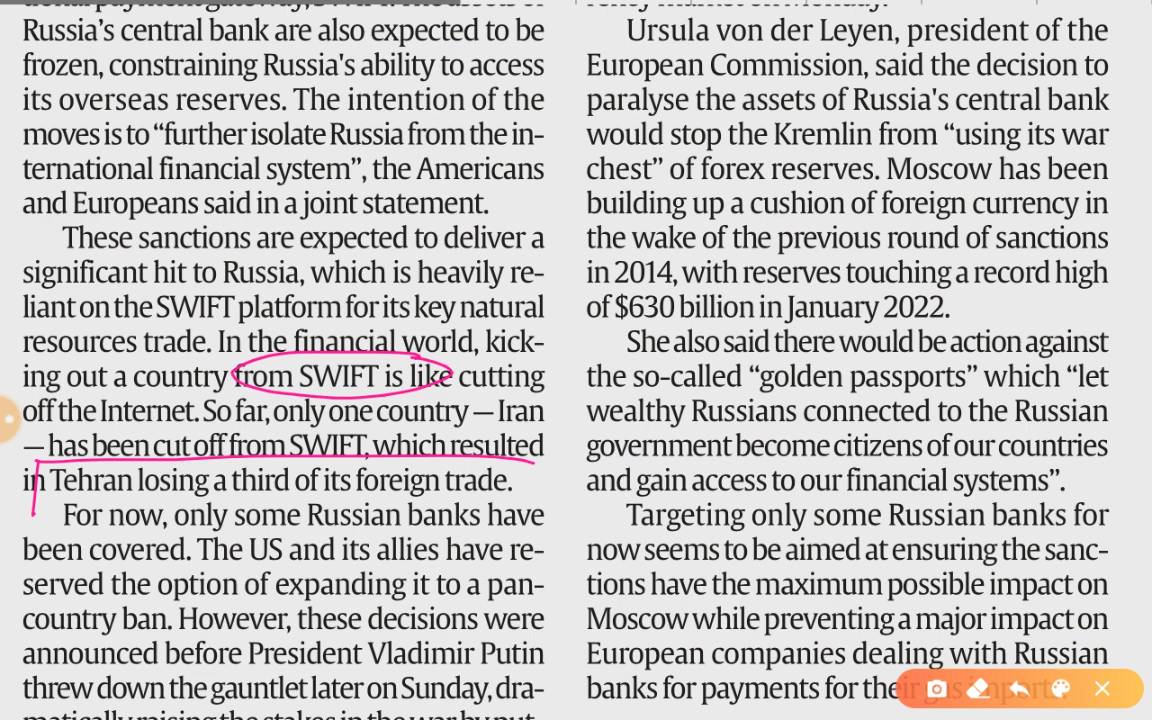 Russia's central bank are also expected to be
frozen, constraining Russia's ability to access
its overseas reserves. The intention of the
moves is to “further isolate Russia from the in-
ternational financial system”, the Americans
and Europeans said in a joint statement.
These sanctions are expected to deliver a
significant hit to Russia, which is heavily re-
liant on the SWIFT platform for its key natural
resources trade. In the financial world, kick-
ing out a country from SWIFT is like cutting
off the Internet. So far, only one country — Iran
— has been cut off from SWIFT, which resulted
in Tehran losing a third of its foreign trade.
For now, only some Russian banks have
been covered. The US and its allies have re-
served the option of expanding it to a pan-
country ban. However, these decisions were
announced before President Vladimir Putin
threw down the gauntlet later on Sunday, dra-
matically raising the stakes in the war by put-
Ursula von der Leyen, president of the
European Commission, said the decision to
paralyse the assets of Russia's central bank
would stop the Kremlin from “using its war
chest” of forex reserves. Moscow has been
building up a cushion of foreign currency in
the wake of the previous round of sanctions
in 2014, with reserves touching a record high
of $630 billion in January 2022.
She also said there would be action against
the so-called “golden passports” which “let
wealthy Russians connected to the Russian
government become citizens of our countries
and gain access to our financial systems”.
Targeting only some Russian banks for
now seems to be aimed at ensuring the sanc-
tions have the maximum possible impact on
Moscow while preventing a major impact on
European companies dealing with Russian
banks for payments for their gas imports.